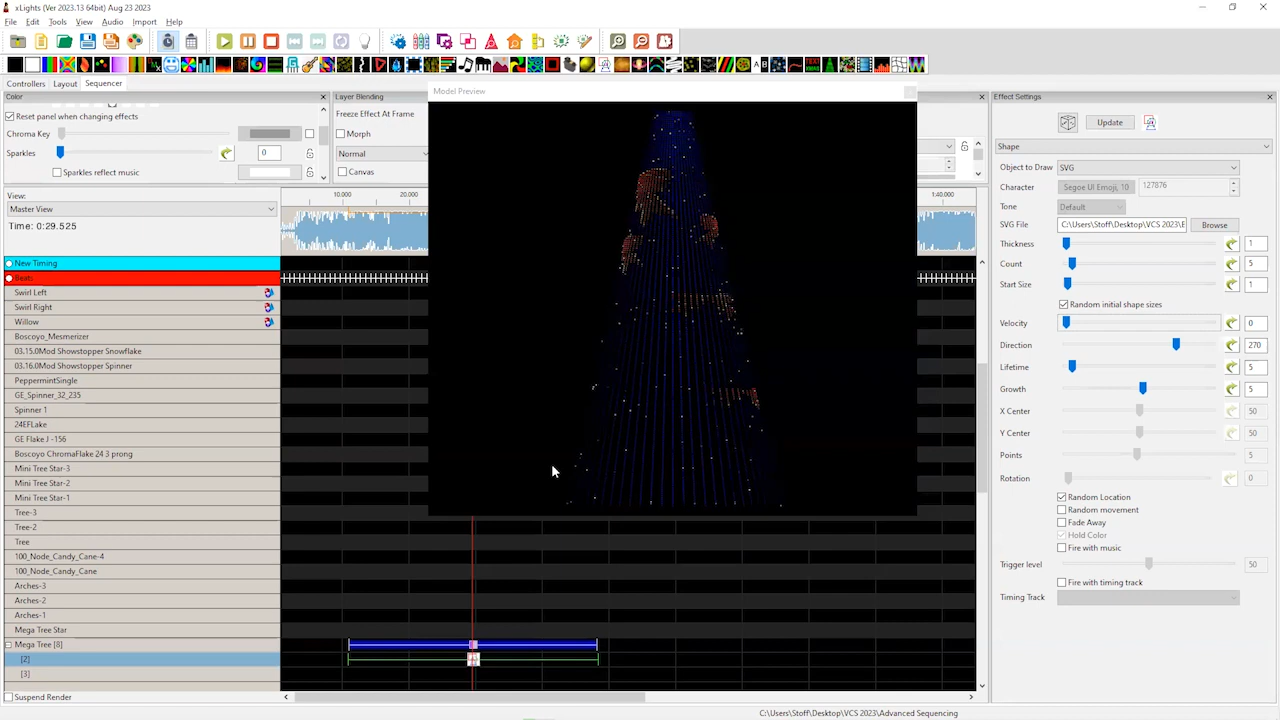 xLights (Ver 2023.13 64bit) Aug 23 2023
File Edit Tools View Audio Import Help
Controllers Layout Sequencer
Color
Reset panel when changing effects
Chroma Key
Sparkles 0
Sparkles reflect music
Layer Blending
Freeze Effect At Frame
Morph
Normal
Canvas
Model Preview
View:
Master View
Time: 0:29.525
10.000 20.000 1:40.000
New Timing
Beats
Swirl Left
Swirl Right
Willow
Boscoyo_Mesmerizer
03.15.0Mod Showstopper Snowflake
03.16.0Mod Showstopper Spinner
PeppermintSingle
GE_Spinner_32_235
Spinner 1
24EFLake
GE Flake J -156
Boscoyo ChromaFlake 24 3 prong
Mini Tree Star-3
Mini Tree Star-2
Mini Tree Star-1
Tree-3
Tree-2
Tree
100_Node_Candy_Cane-4
100_Node_Candy_Cane
Arches-3
Arches-2
Arches-1
Mega Tree Star
Mega Tree [8]
[2]
[3]
Suspend Render
Effect Settings
Update
Shape
Object to Draw SVG
Character Segoe UI Emoji, 10 127876
Tone Default
SVG File C:\Users\Stoff\Desktop\VCS 2023\E Browse
Thickness 1
Count 5
Start Size 1
Random initial shape sizes
Velocity 0
Direction 270
Lifetime 5
Growth 5
X Center 50
Y Center 50
Points 5
Rotation 0
Random Location
Random movement
Fade Away
Hold Color
Fire with music
Trigger level 50
Fire with timing track
Timing Track
C:\Users\Stoff\Desktop\VCS 2023\Advanced Sequencing